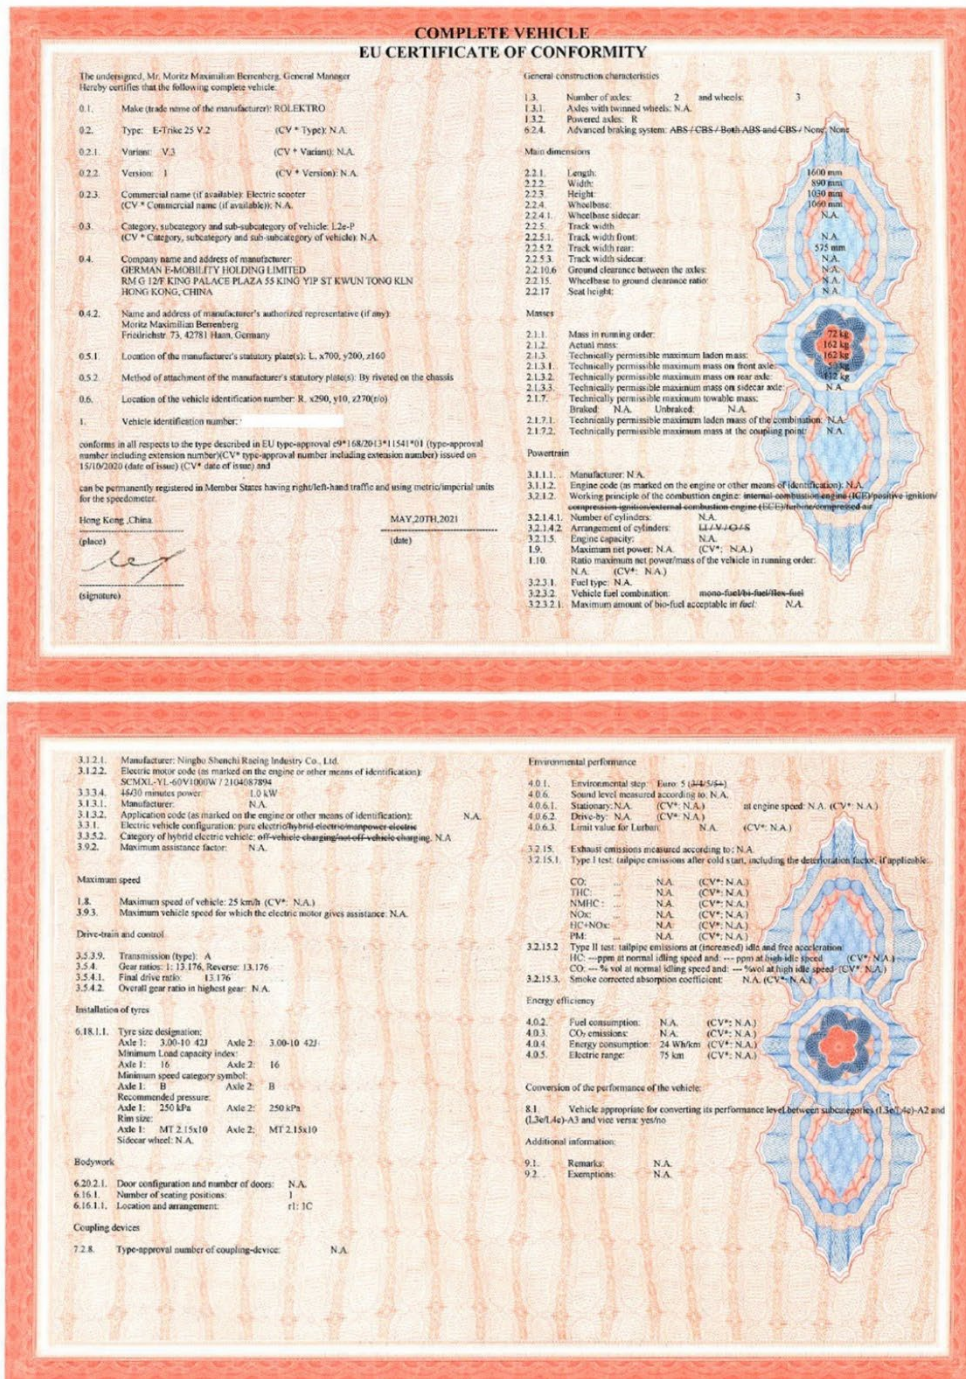 COMPLETE VEHICLE
EU CERTIFICATE OF CONFORMITY
The undersigned, Mr. Moritz Maximilian Berrenberg, General Manager
Hereby certifies that the following complete vehicle:
0.1. Make (trade name of the manufacturer): ROLEKTRO
0.2. Type: E-Trike 25 V.2 (CV * Type): N.A.
0.2.1. Variant: V.3 (CV * Variant): N.A.
0.2.2. Version: 1 (CV * Version): N.A.
0.2.3. Commercial name (if available): Electric scooter
(CV * Commercial name (if available)): N.A.
0.3. Category, subcategory and sub-subcategory of vehicle: L2e-P
(CV * Category, subcategory and sub-subcategory of vehicle): N.A.
0.4. Company name and address of manufacturer:
GERMAN E-MOBILITY HOLDING LIMITED
RM G 12/F KING PALACE PLAZA 55 KING YIP ST KWUN TONG KLN
HONG KONG, CHINA
0.4.2. Name and address of manufacturer's authorized representative (if any):
Moritz Maximilian Berrenberg
Friedrichstr. 73, 42781 Haan, Germany
0.5.1. Location of the manufacturer's statutory plate(s): L, x700, y200, z160
0.5.2. Method of attachment of the manufacturer's statutory plate(s): By riveted on the chassis
0.6. Location of the vehicle identification number: R. x290, y10, z270(r/o)
1. Vehicle identification number:
conforms in all respects to the type described in EU type-approval e9*168/2013*11541*01 (type-approval
number including extension number)(CV* type-approval number including extension number) issued on
15/10/2020 (date of issue) (CV* date of issue) and
can be permanently registered in Member States having right/left-hand traffic and using metric/imperial units
for the speedometer.
Hong Kong ,China MAY,20TH,2021
(place) (date)
(signature)
General construction characteristics
1.3. Number of axles: 2 and wheels: 3
1.3.1. Axles with twinned wheels: N.A.
1.3.2. Powered axles: R
6.2.4. Advanced braking system: ABS / CBS / Both ABS and CBS / None: None
Main dimensions
2.2.1. Length: 1600 mm
2.2.2. Width: 890 mm
2.2.3. Height: 1030 mm
2.2.4. Wheelbase: 1060 mm
2.2.4.1. Wheelbase sidecar: N.A.
2.2.5. Track width
2.2.5.1. Track width front: N.A.
2.2.5.2. Track width rear: 575 mm
2.2.5.3. Track width sidecar: N.A.
2.2.10.6 Ground clearance between the axles: N.A.
2.2.15. Wheelbase to ground clearance ratio: N.A.
2.2.17 Seat height: N.A.
Masses
2.1.1. Mass in running order: 72 kg
2.1.2. Actual mass: 162 kg
2.1.3. Technically permissible maximum laden mass: 162 kg
2.1.3.1. Technically permissible maximum mass on front axle: kg
2.1.3.2. Technically permissible maximum mass on rear axle: kg
2.1.3.3. Technically permissible maximum mass on sidecar axle: N.A.
2.1.7. Technically permissible maximum towable mass:
Braked: N.A. Unbraked: N.A.
2.1.7.1. Technically permissible maximum laden mass of the combination: N.A.
2.1.7.2. Technically permissible maximum mass at the coupling point: N.A.
Powertrain
3.1.1.1. Manufacturer: N.A.
3.1.1.2. Engine code (as marked on the engine or other means of identification): N.A.
3.2.1.2. Working principle of the combustion engine: internal combustion engine (ICE)/positive ignition/
compression ignition/external combustion engine (ECE)/turbine/compressed air
3.2.1.4.1. Number of cylinders: N.A.
3.2.1.4.2. Arrangement of cylinders: LI / V / O / S
3.2.1.5. Engine capacity: N.A.
1.9. Maximum net power: N.A. (CV*: N.A.)
1.10. Ratio maximum net power/mass of the vehicle in running order:
N.A. (CV*: N.A.)
3.2.3.1. Fuel type: N.A.
3.2.3.2. Vehicle fuel combination: mono-fuel/bi-fuel/flex-fuel
3.2.3.2.1. Maximum amount of bio-fuel acceptable in fuel: N.A.
3.1.2.1. Manufacturer: Ningbo Shenchi Racing Industry Co., Ltd.
3.1.2.2. Electric motor code (as marked on the engine or other means of identification):
SCMXL-YL-60V1000W / 2104087894
3.3.3.4. 15/30 minutes power: 1.0 kW
3.1.3.1. Manufacturer: N.A.
3.1.3.2. Application code (as marked on the engine or other means of identification): N.A.
3.3.1. Electric vehicle configuration: pure electric/hybrid electric/manpower electric
3.3.5.2. Category of hybrid electric vehicle: off-vehicle charging/not off-vehicle charging. N.A
3.9.2. Maximum assistance factor: N.A.
Maximum speed
1.8. Maximum speed of vehicle: 25 km/h (CV*: N.A.)
3.9.3. Maximum vehicle speed for which the electric motor gives assistance: N.A.
Drive-train and control
3.5.3.9. Transmission (type): A
3.5.4. Gear ratios: 1: 13.176, Reverse: 13.176
3.5.4.1. Final drive ratio: 13.176
3.5.4.2. Overall gear ratio in highest gear: N.A.
Installation of tyres
6.18.1.1. Tyre size designation:
Axle 1: 3.00-10 42J Axle 2: 3.00-10 42J
Minimum Load capacity index:
Axle 1: 16 Axle 2: 16
Minimum speed category symbol:
Axle 1: B Axle 2: B
Recommended pressure:
Axle 1: 250 kPa Axle 2: 250 kPa
Rim size:
Axle 1: MT 2.15x10 Axle 2: MT 2.15x10
Sidecar wheel: N.A.
Bodywork
6.20.2.1. Door configuration and number of doors: N.A.
6.16.1. Number of seating positions: 1
6.16.1.1. Location and arrangement: r1: 1C
Coupling devices
7.2.8. Type-approval number of coupling-device: N.A.
Environmental performance
4.0.1. Environmental step: Euro: 5 (3/4/5/5+)
4.0.6. Sound level measured according to: N.A.
4.0.6.1. Stationary: N.A. (CV*: N.A.) at engine speed: N.A. (CV*: N.A.)
4.0.6.2. Drive-by: N.A. (CV*: N.A.)
4.0.6.3. Limit value for Lurban: N.A. (CV*: N.A.)
3.2.15. Exhaust emissions measured according to: N.A.
3.2.15.1. Type I test: tailpipe emissions after cold start, including the deterioration factor, if applicable:
CO: ... N.A. (CV*: N.A.)
THC: ... N.A. (CV*: N.A.)
NMHC: ... N.A. (CV*: N.A.)
NOx: ... N.A. (CV*: N.A.)
HC+NOx: ... N.A. (CV*: N.A.)
PM: ... N.A. (CV*: N.A.)
3.2.15.2 Type II test: tailpipe emissions at (increased) idle and free acceleration:
HC: ---ppm at normal idling speed and: --- ppm at high idle speed (CV*: N.A.)
CO: --- % vol at normal idling speed and: --- %vol at high idle speed (CV*: N.A.)
3.2.15.3. Smoke corrected absorption coefficient: N.A. (CV*: N.A.)
Energy efficiency
4.0.2. Fuel consumption: N.A. (CV*: N.A.)
4.0.3. CO₂ emissions: N.A. (CV*: N.A.)
4.0.4. Energy consumption: 24 Wh/km (CV*: N.A.)
4.0.5. Electric range: 75 km (CV*: N.A.)
Conversion of the performance of the vehicle:
8.1. Vehicle appropriate for converting its performance level between subcategories (L3e/L4e)-A2 and
(L3e/L4e)-A3 and vice versa: yes/no
Additional information:
9.1. Remarks: N.A.
9.2. Exemptions: N.A.